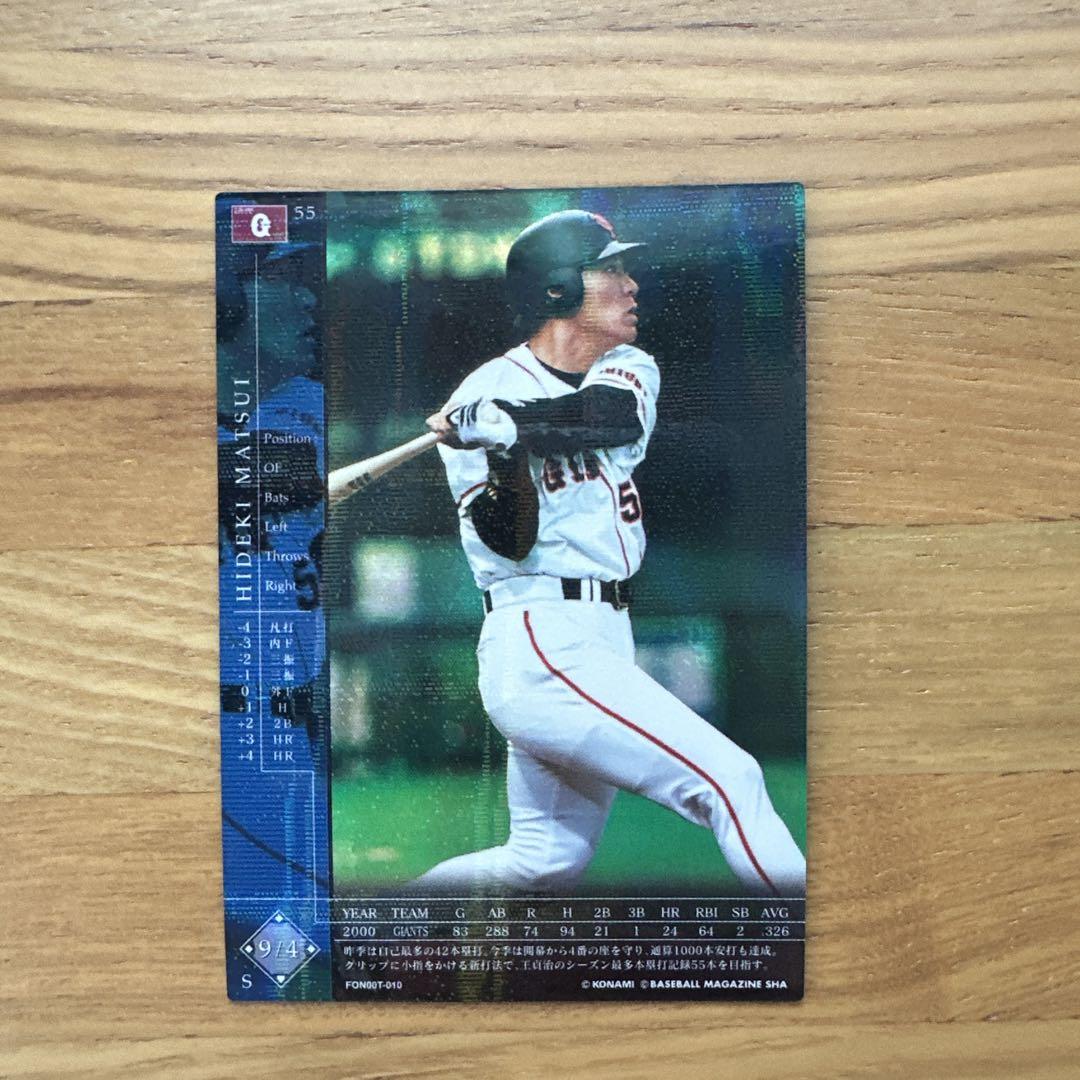 G 55
HIDEKI MATSUI
Position
OF
Bats
Left
Throws
Right
-4 凡打
-3 内F
-2 三振
-1 三振
0 外F
+1 H
+2 2B
+3 HR
+4 HR
9/4
S
GIA
5
YEAR TEAM G AB R H 2B 3B HR RBI SB AVG
2000 GIANTS 83 288 74 94 21 1 24 64 2 .326
昨季は自己最多の42本塁打。今季は開幕から4番の座を守り、通算1000本安打も達成。
グリップに小指をかける新打法で、王貞治のシーズン最多本塁打記録55本を目指す。
FON00T-010 ©KONAMI ©BASEBALL MAGAZINE SHA